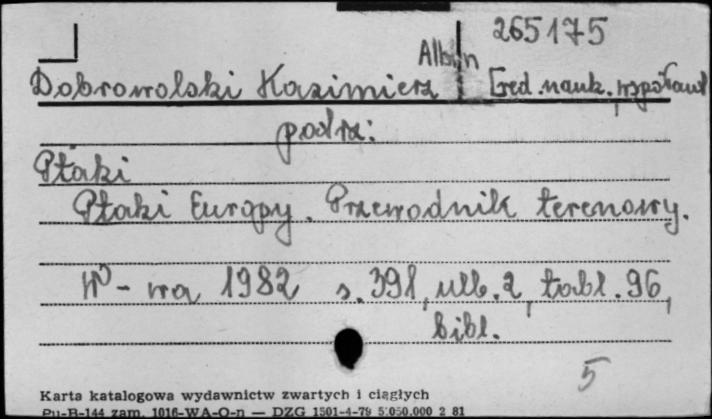 265175
Albin
Dobrowolski Kazimierz [red. nauk., współaut
podrz:
Ptaki
Ptaki Europy. Przewodnik terenowy.
W-wa 1982 s. 391, ulb. 2, tabl. 96,
bibl.
5
Karta katalogowa wydawnictw zwartych i ciągłych
Pu-B-144 zam. 1016-WA-O-n — DZG 1501-4-79 5.050.000 2 81